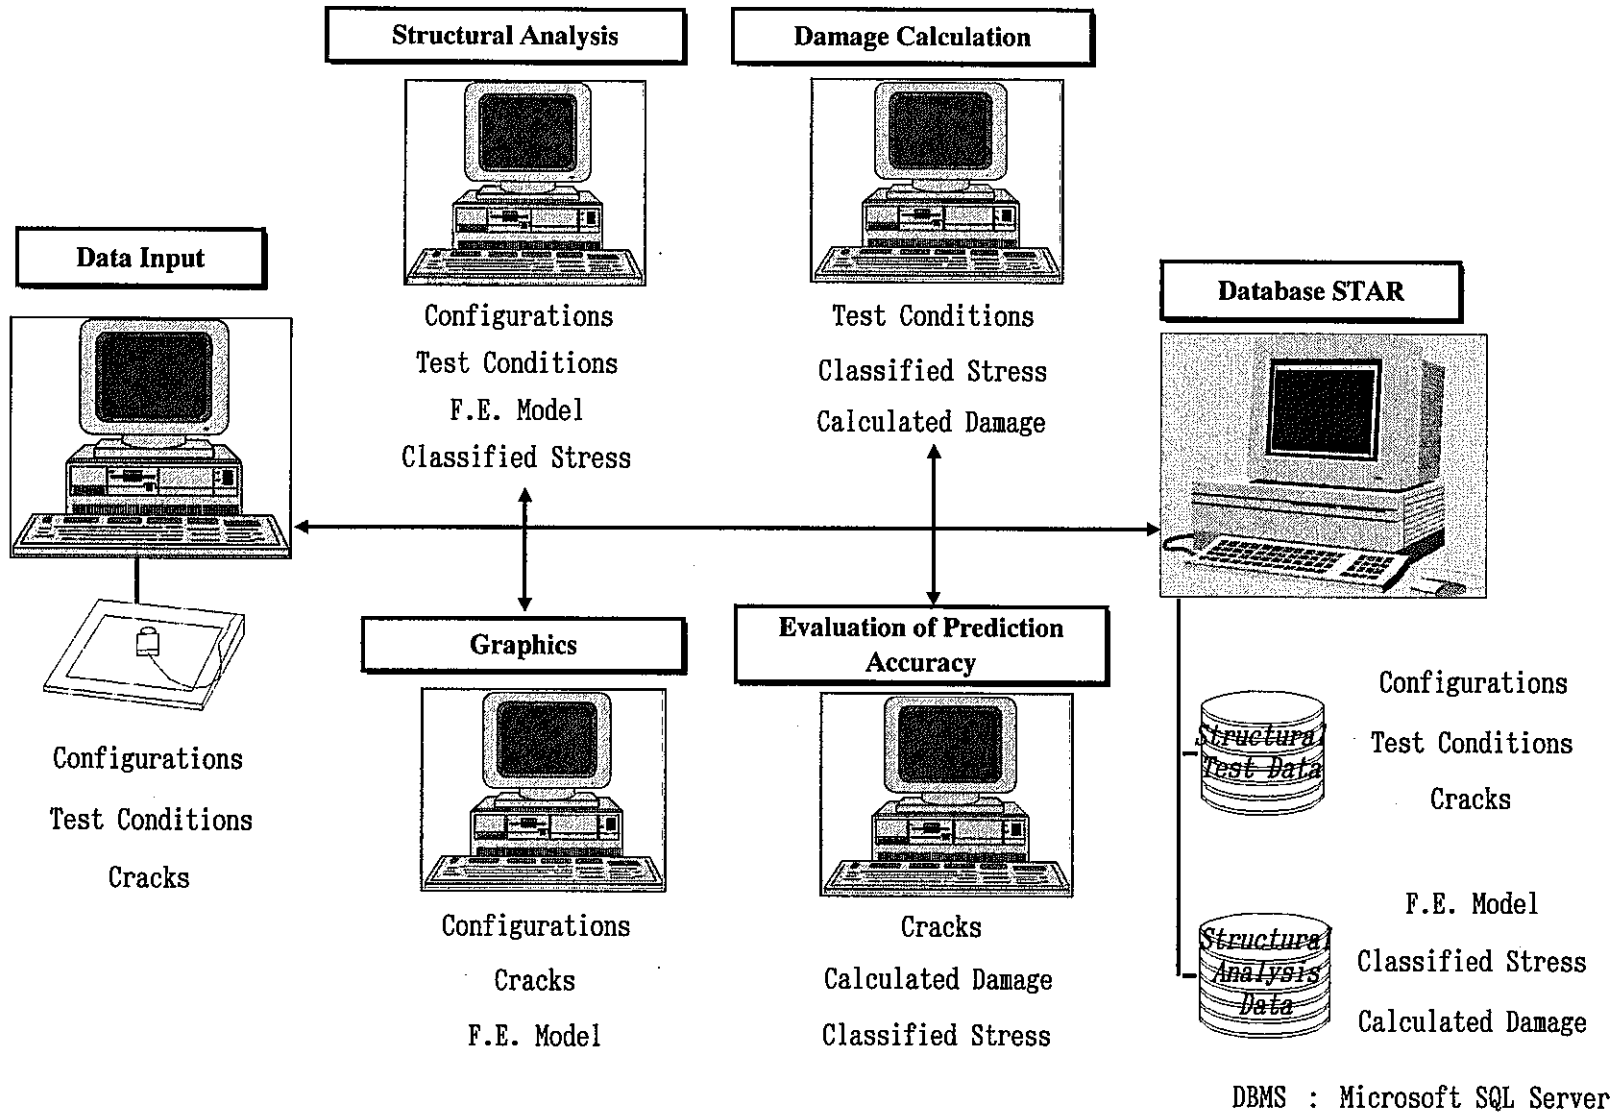 Structural Analysis
Configurations
Test Conditions
F.E. Model
Classified Stress
Damage Calculation
Test Conditions
Classified Stress
Calculated Damage
Data Input
Configurations
Test Conditions
Cracks
Database STAR
Structural
Test Data
Configurations
Test Conditions
Cracks
Structural
Analysis
Data
F.E. Model
Classified Stress
Calculated Damage
Graphics
Configurations
Cracks
F.E. Model
Evaluation of Prediction
Accuracy
Cracks
Calculated Damage
Classified Stress
DBMS : Microsoft SQL Server